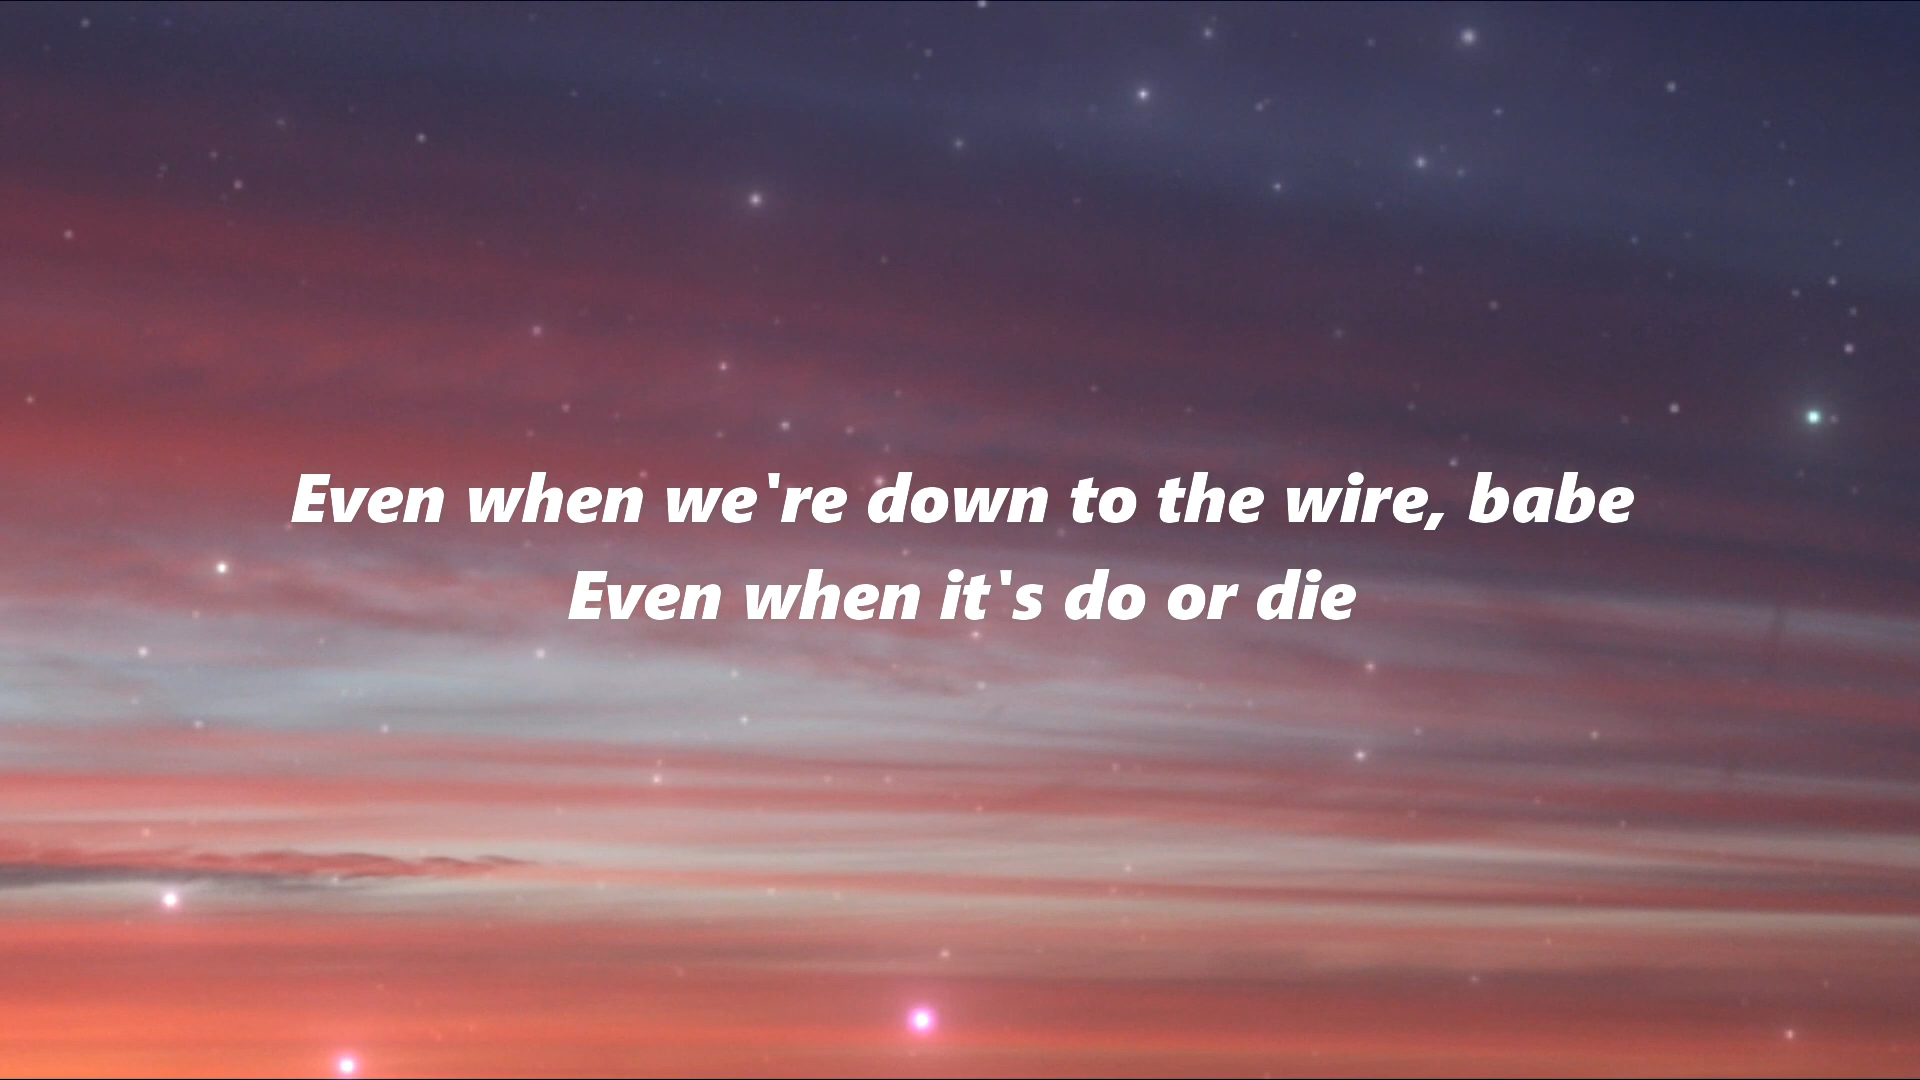 Even when we're down to the wire, babe
Even when it's do or die